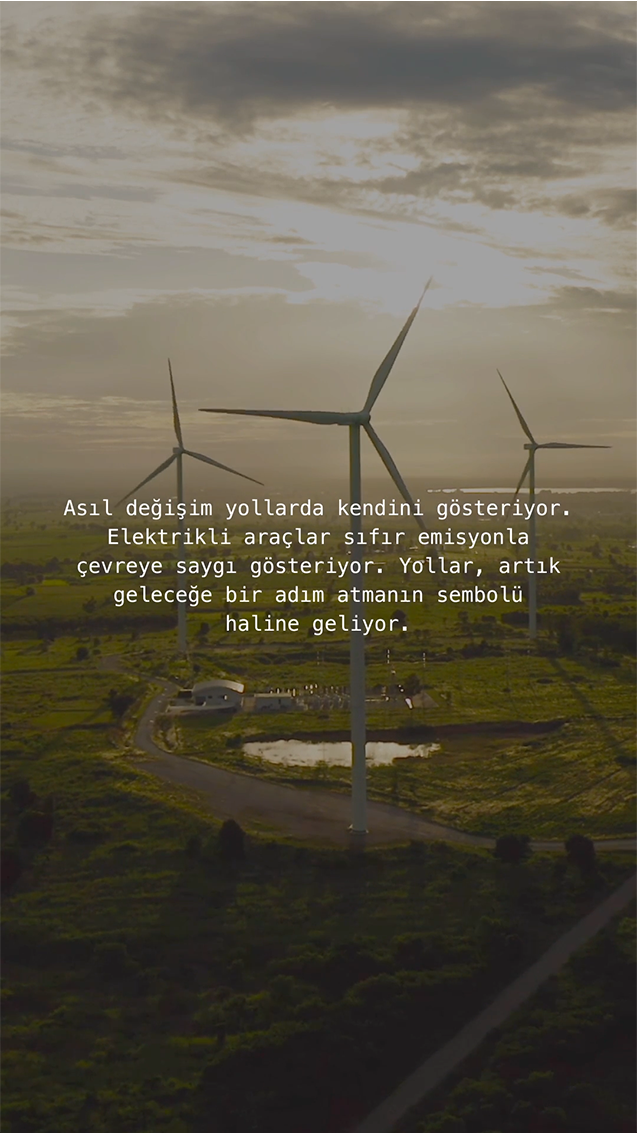 Asıl değişim yollarda kendini gösteriyor.
Elektrikli araçlar sıfır emisyonla
çevreye saygı gösteriyor. Yollar, artık
geleceğe bir adım atmanın sembolü
haline geliyor.